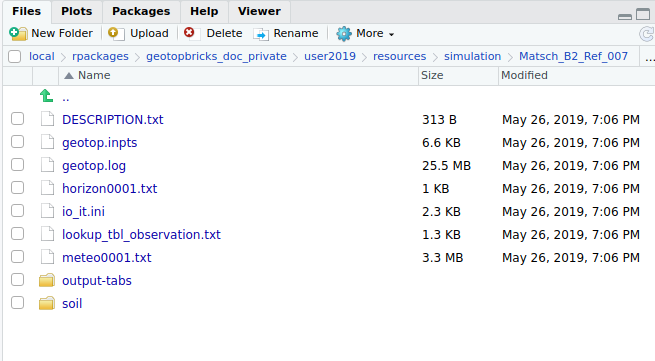 Files Plots Packages Help Viewer
New Folder Upload Delete Rename More
local rpackages geotopbricks_doc_private user2019 resources simulation Matsch_B2_Ref_007 ...
Name Size Modified
..
DESCRIPTION.txt 313 B May 26, 2019, 7:06 PM
geotop.inpts 6.6 KB May 26, 2019, 7:06 PM
geotop.log 25.5 MB May 26, 2019, 7:06 PM
horizon0001.txt 1 KB May 26, 2019, 7:06 PM
io_it.ini 2.3 KB May 26, 2019, 7:06 PM
lookup_tbl_observation.txt 1.3 KB May 26, 2019, 7:06 PM
meteo0001.txt 3.3 MB May 26, 2019, 7:06 PM
output-tabs
soil